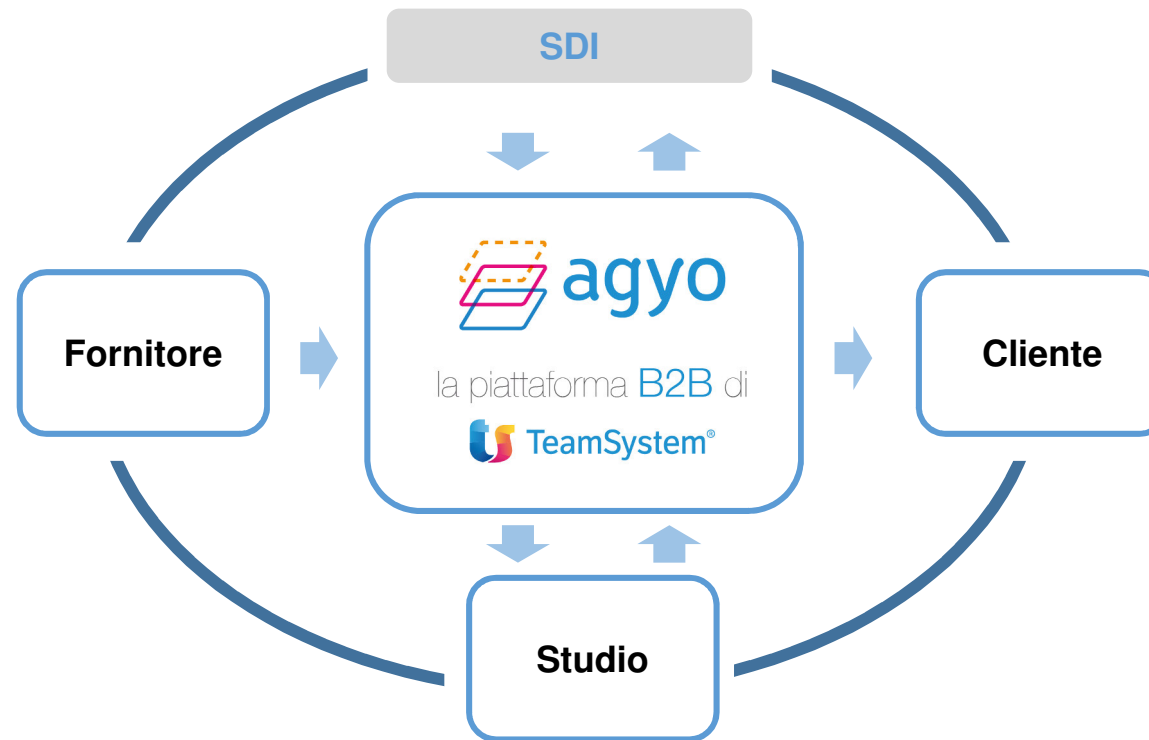 SDI
agyo
Fornitore
Cliente
la piattaforma B2B di
TeamSystem®
Studio